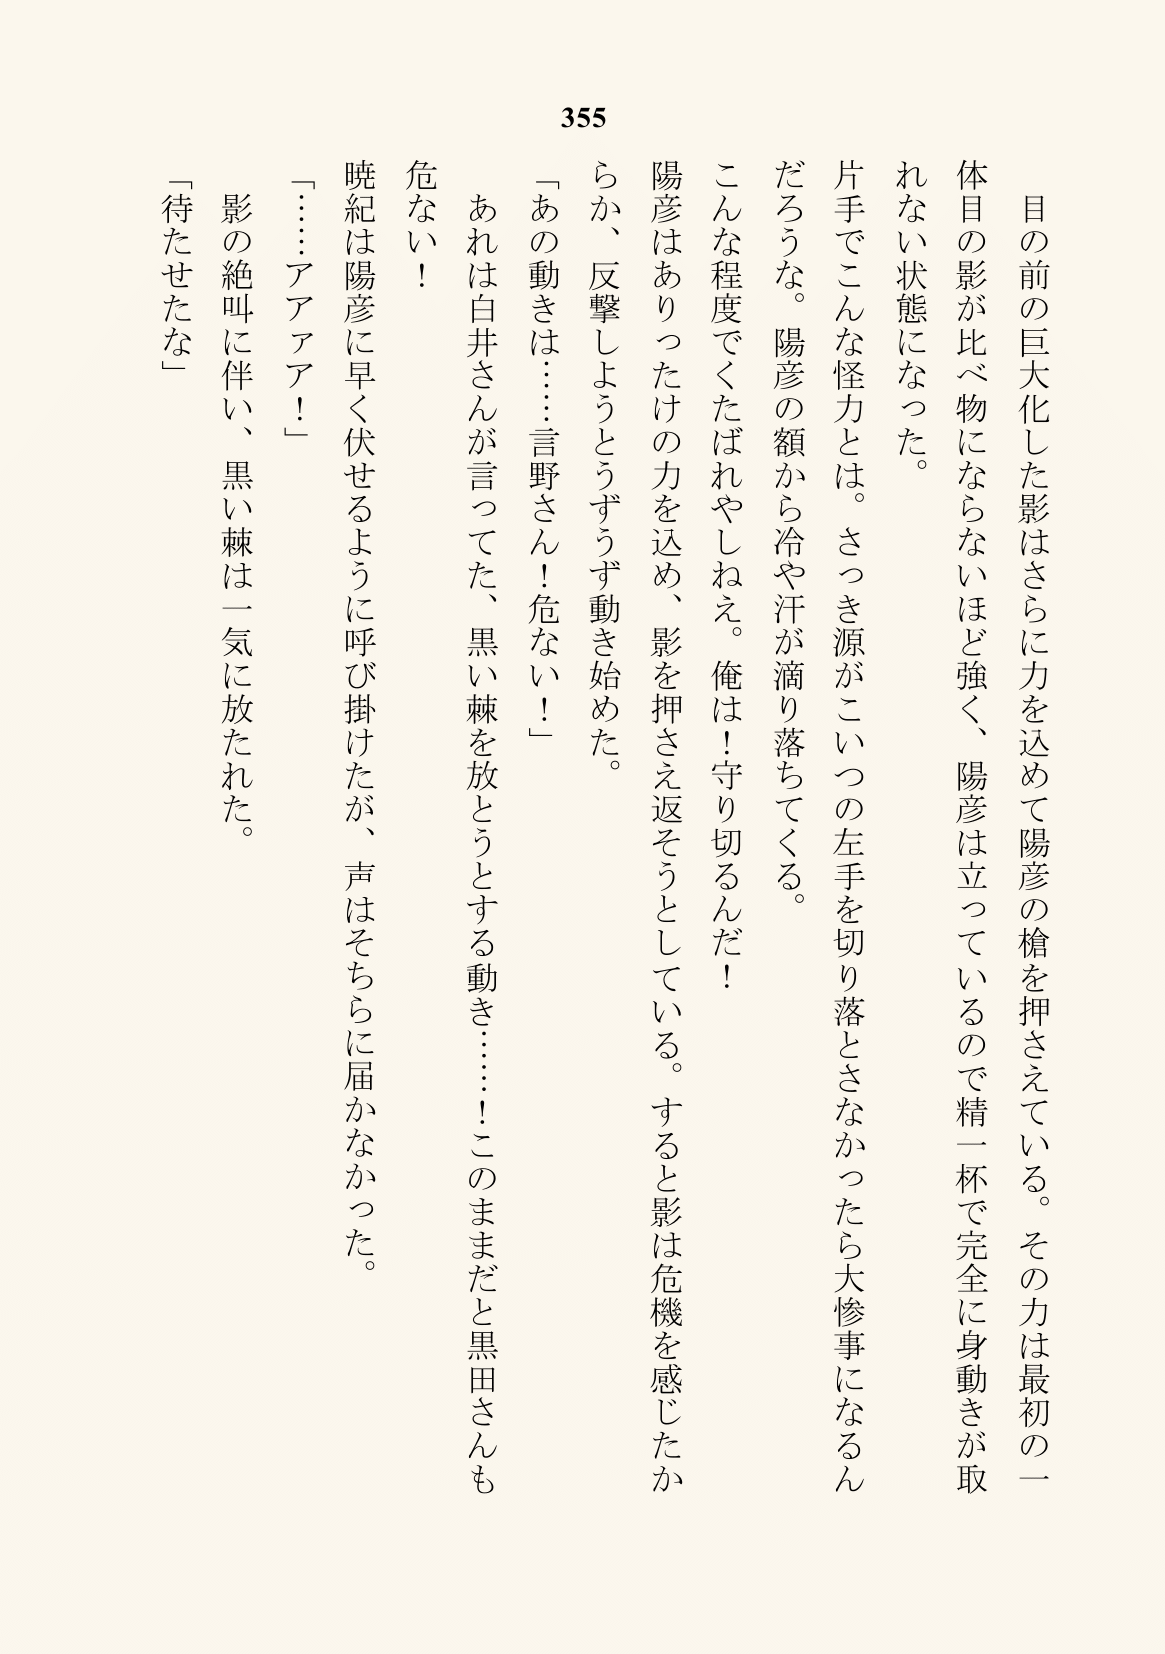 355
　目の前の巨大化した影はさらに力を込めて陽彦の槍を押さえている。その力は最初の一
体目の影が比べ物にならないほど強く、陽彦は立っているので精一杯で完全に身動きが取
れない状態になった。
片手でこんな怪力とは。さっき源がこいつの左手を切り落とさなかったら大惨事になるん
だろうな。陽彦の額から冷や汗が滴り落ちてくる。
こんな程度でくたばれやしねえ。俺は！守り切るんだ！
陽彦はありったけの力を込め、影を押さえ返そうとしている。すると影は危機を感じたか
らか、反撃しようとうずうず動き始めた。
「あの動きは……言野さん！危ない！」
　あれは白井さんが言ってた、黒い棘を放とうとする動き……！このままだと黒田さんも
危ない！
暁紀は陽彦に早く伏せるように呼び掛けたが、声はそちらに届かなかった。
「……アアァア！」
　影の絶叫に伴い、黒い棘は一気に放たれた。
「待たせたな」